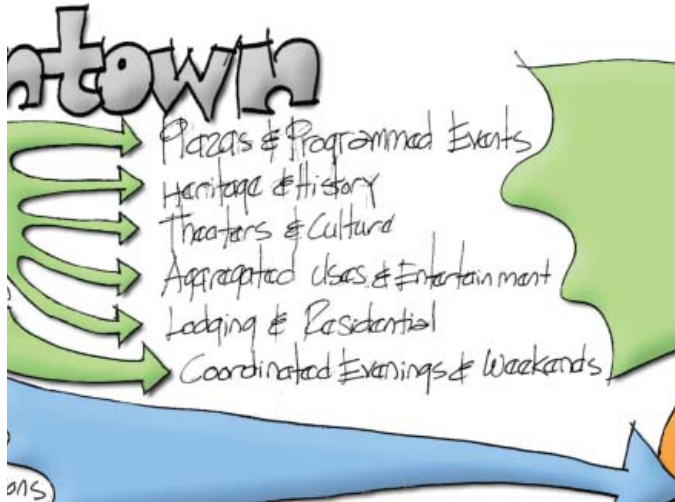 ntown
Plazas & Programmed Events
Heritage & History
Theaters & Culture
Aggregated Uses & Entertainment
Lodging & Residential
Coordinated Evenings & Weekends
ons